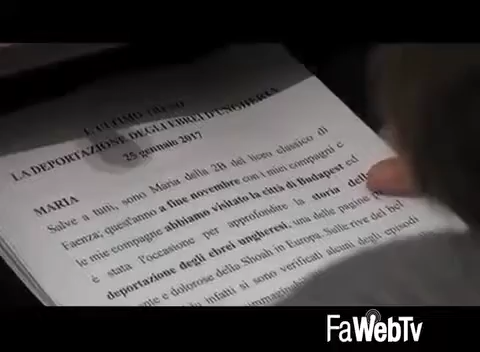 L'ULTIMO TRENO
LA DEPORTAZIONE DEGLI EBREI D'UNGHERIA
25 gennaio 2017
MARIA
Salve a tutti, sono Maria della 2B del liceo classico di
Faenza; quest'anno a fine novembre con i miei compagni e
le mie compagne abbiamo visitato la città di Budapest ed
è stata l'occasione per approfondire la storia della
deportazione degli ebrei ungheresi, una delle pagine
e dolorose della Shoah in Europa. Sulle rive del bel
infatti si sono verificati alcuni degli episodi
FaWebTv